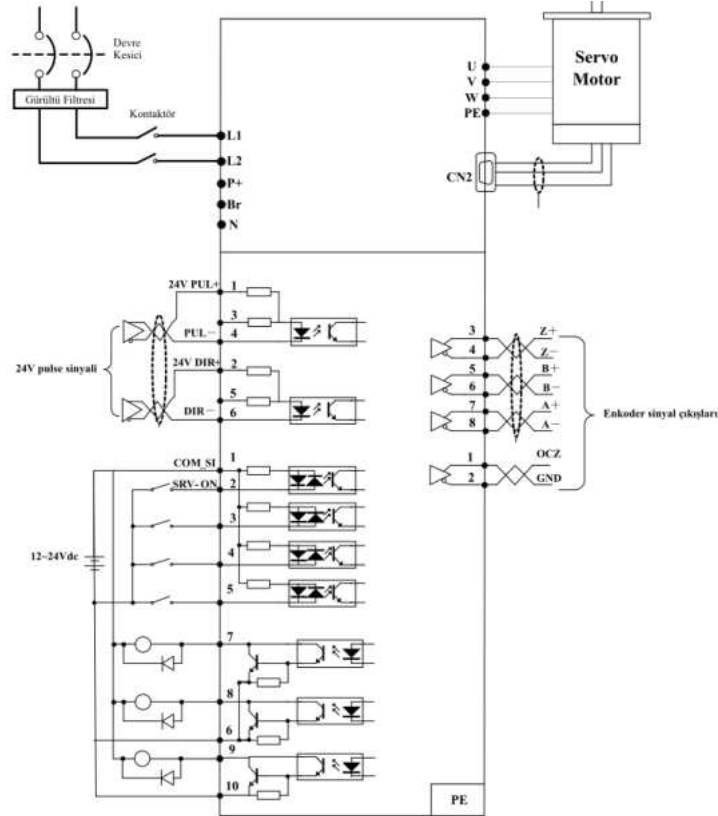 Devre
Kesici
Gürültü Filtresi
Kontaktör
L1
L2
P+
Br
N
U
V
W
PE
Servo
Motor
CN2
24V PUL+ 1
3
PUL− 4
24V DIR+ 2
5
DIR− 6
24V pulse sinyali
3 Z+
4 Z−
5 B+
6 B−
7 A+
8 A−
Enkoder sinyal çıkışları
1 OCZ
2 GND
COM_SI 1
SRV-ON 2
3
4
5
12~24Vdc
7
8
6
9
10
PE